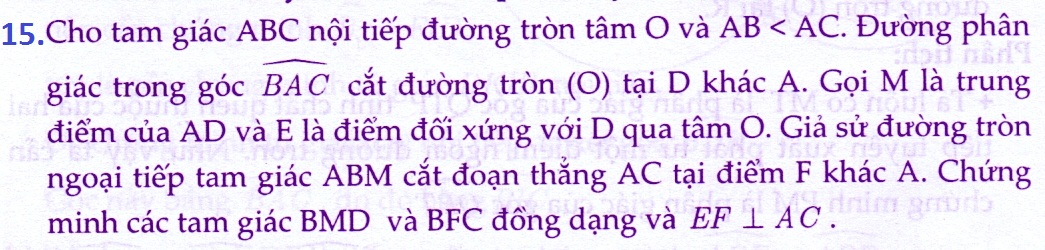 15.Cho tam giác ABC nội tiếp đường tròn tâm O và AB < AC. Đường phân
giác trong góc BAC cắt đường tròn (O) tại D khác A. Gọi M là trung
điểm của AD và E là điểm đối xứng với D qua tâm O. Giả sử đường tròn
ngoại tiếp tam giác ABM cắt đoạn thẳng AC tại điểm F khác A. Chứng
minh các tam giác BMD và BFC đồng dạng và EF ⊥ AC .